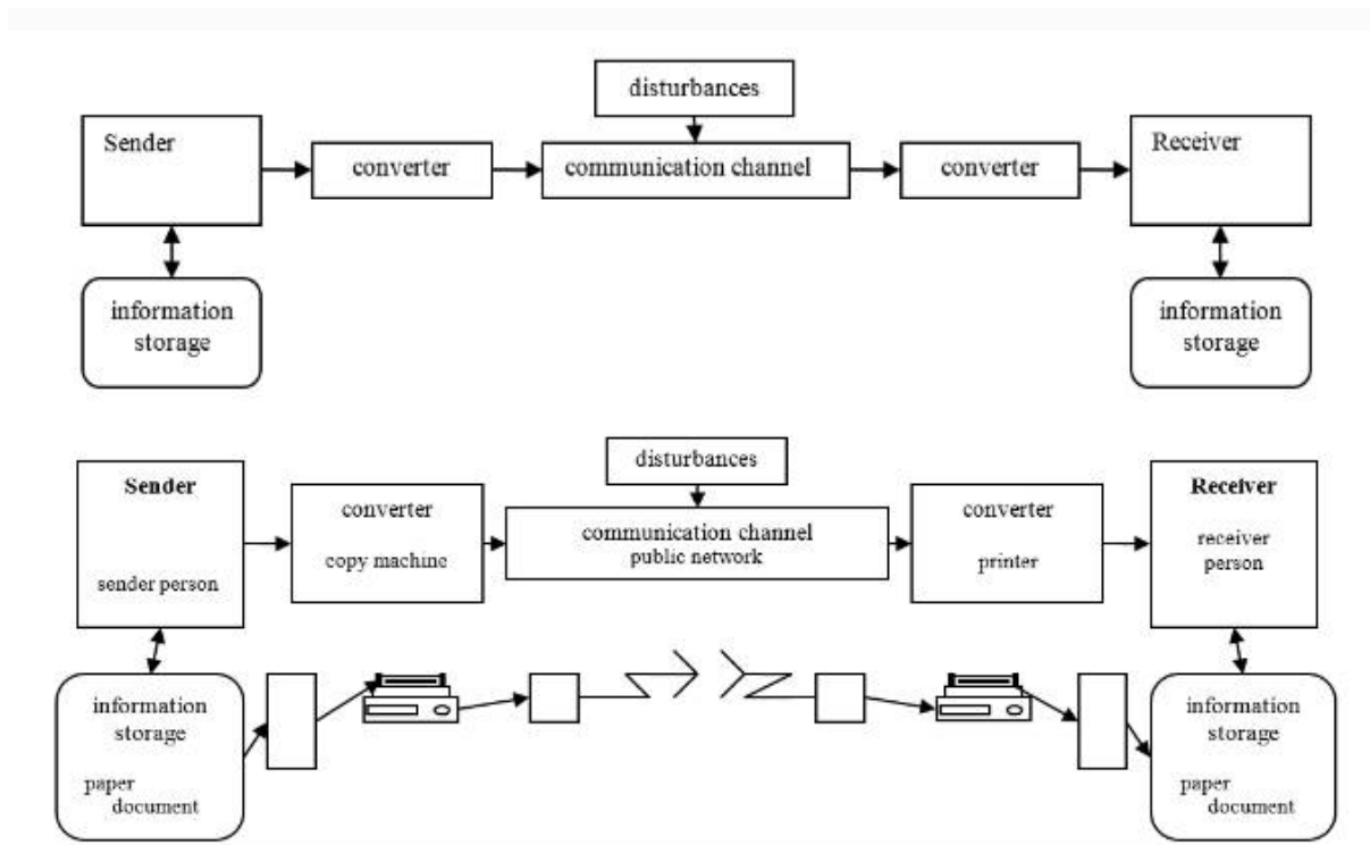 disturbances
Sender
converter
communication channel
converter
Receiver
information
storage
information
storage
disturbances
Sender
sender person
converter
copy machine
communication channel
public network
converter
printer
Receiver
receiver
person
information
storage
paper
document
information
storage
paper
document